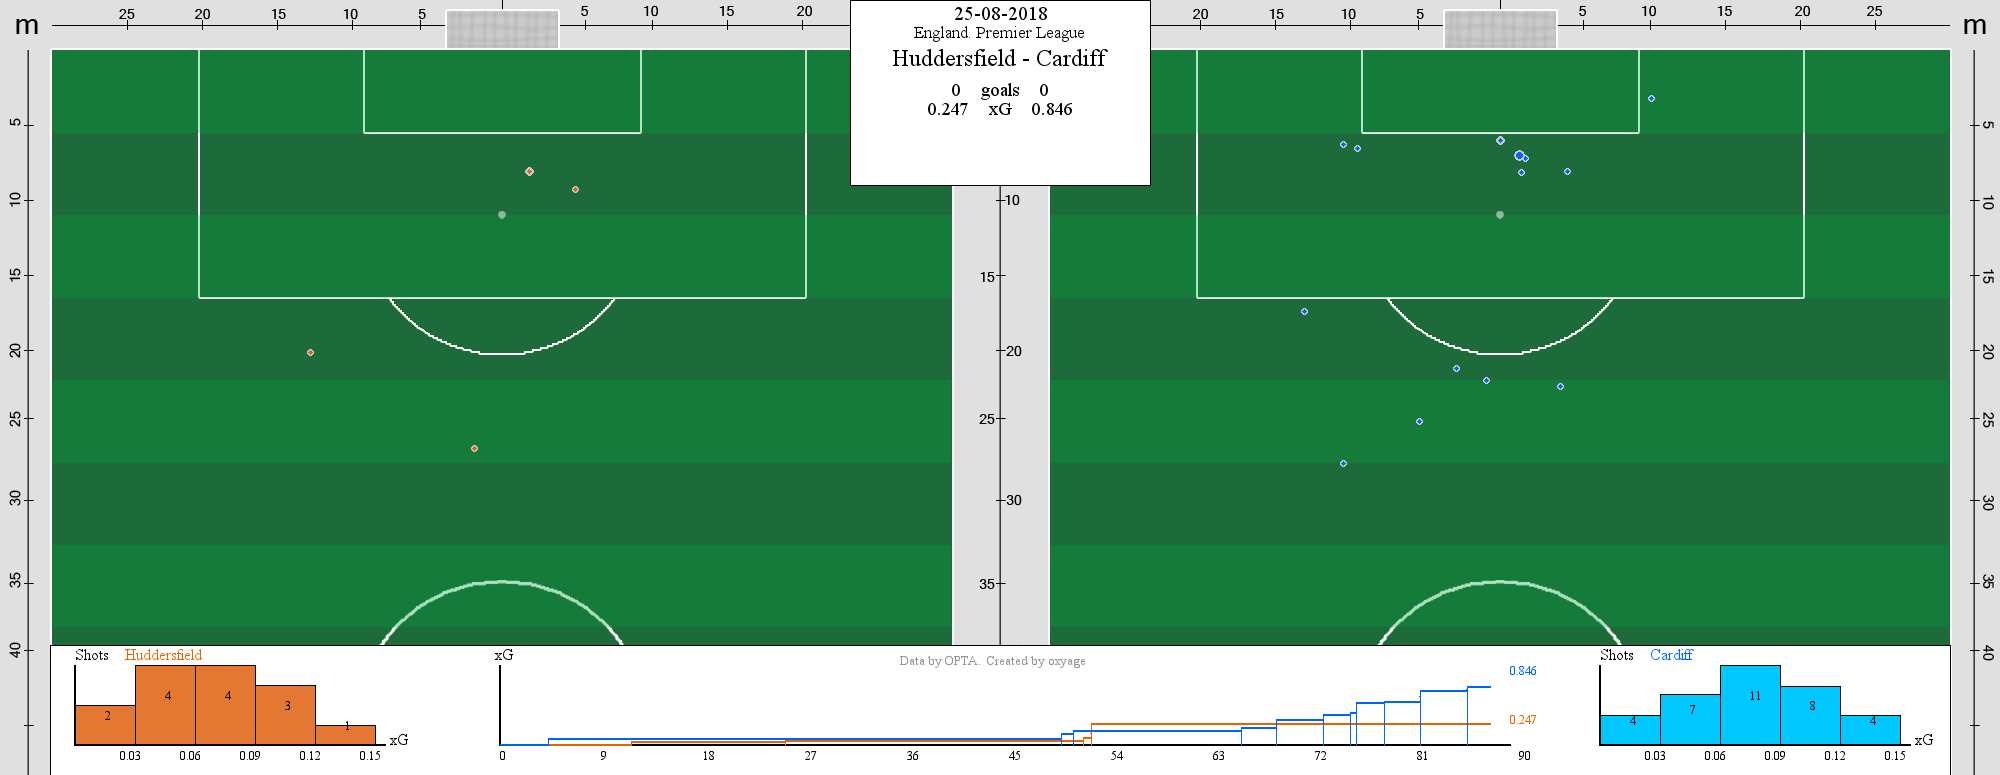 25 20 15 10 5 5 10 15 20
20 15 10 5 5 10 15 20 25
m
m
25-08-2018
England. Premier League
Huddersfield - Cardiff
0 goals 0
0.247 xG 0.846
5
10
15
20
25
30
35
40
10
15
20
25
30
35
5
10
15
20
25
30
35
40
Shots Huddersfield
2 4 4 3 1
xG
0.03 0.06 0.09 0.12 0.15
xG
Data by OPTA. Created by oxyage
0.846
0.247
0 9 18 27 36 45 54 63 72 81 90
Shots Cardiff
4 7 11 8 4
xG
0.03 0.06 0.09 0.12 0.15